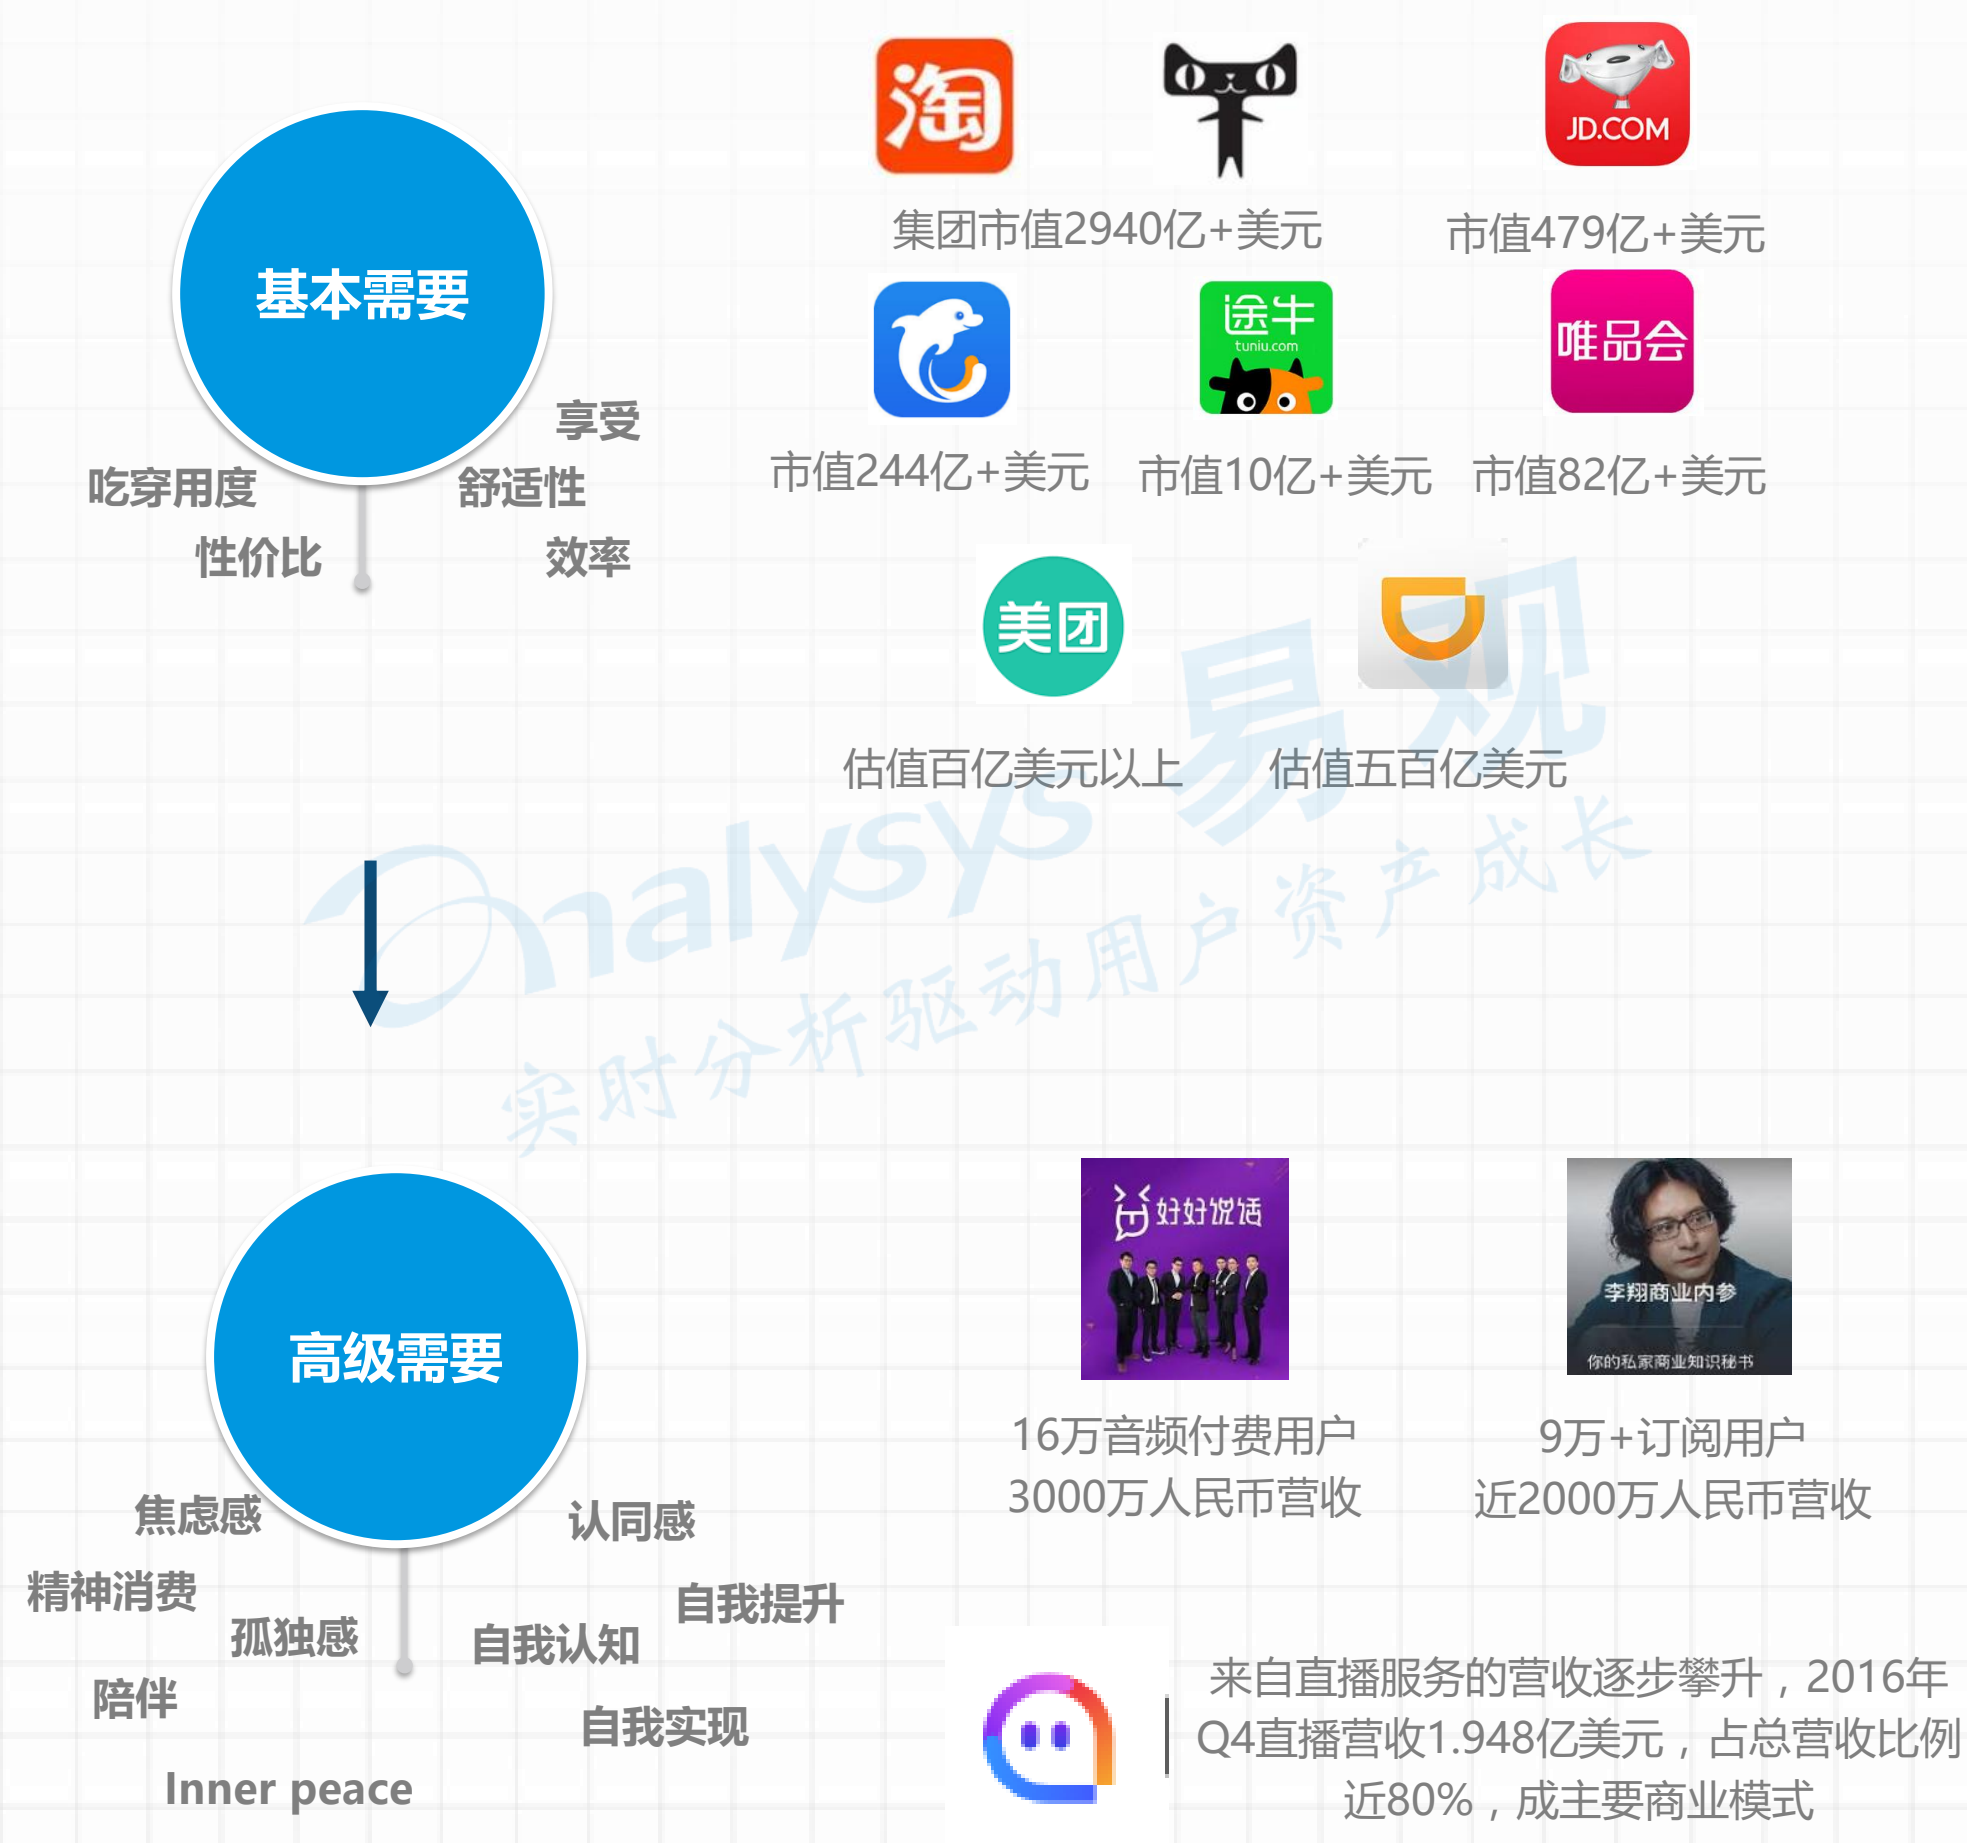 淘
JD.COM
集团市值2940亿+美元
市值479亿+美元
基本需要
途牛
tuniu.com
唯品会
享受
吃穿用度
舒适性
性价比
效率
市值244亿+美元
市值10亿+美元
市值82亿+美元
美团
估值百亿美元以上
估值五百亿美元
analysys 易观
实时分析驱动用户资产成长
高级需要
好好说话
李翔商业内参
你的私家商业知识秘书
16万音频付费用户
3000万人民币营收
9万+订阅用户
近2000万人民币营收
焦虑感
认同感
精神消费
自我提升
孤独感
自我认知
陪伴
自我实现
Inner peace
来自直播服务的营收逐步攀升，2016年
Q4直播营收1.948亿美元，占总营收比例
近80%，成主要商业模式